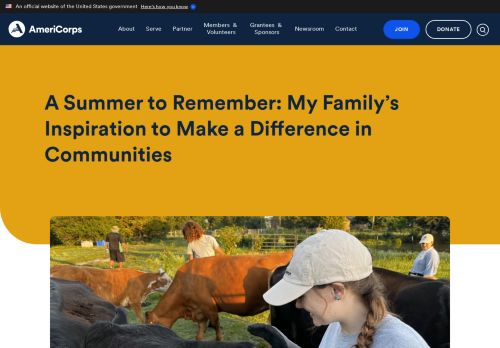 An official website of the United States government Here's how you know
AmeriCorps
About Serve Partner Members & Volunteers Grantees & Sponsors Newsroom Contact
JOIN
DONATE
A Summer to Remember: My Family's
Inspiration to Make a Difference in
Communities